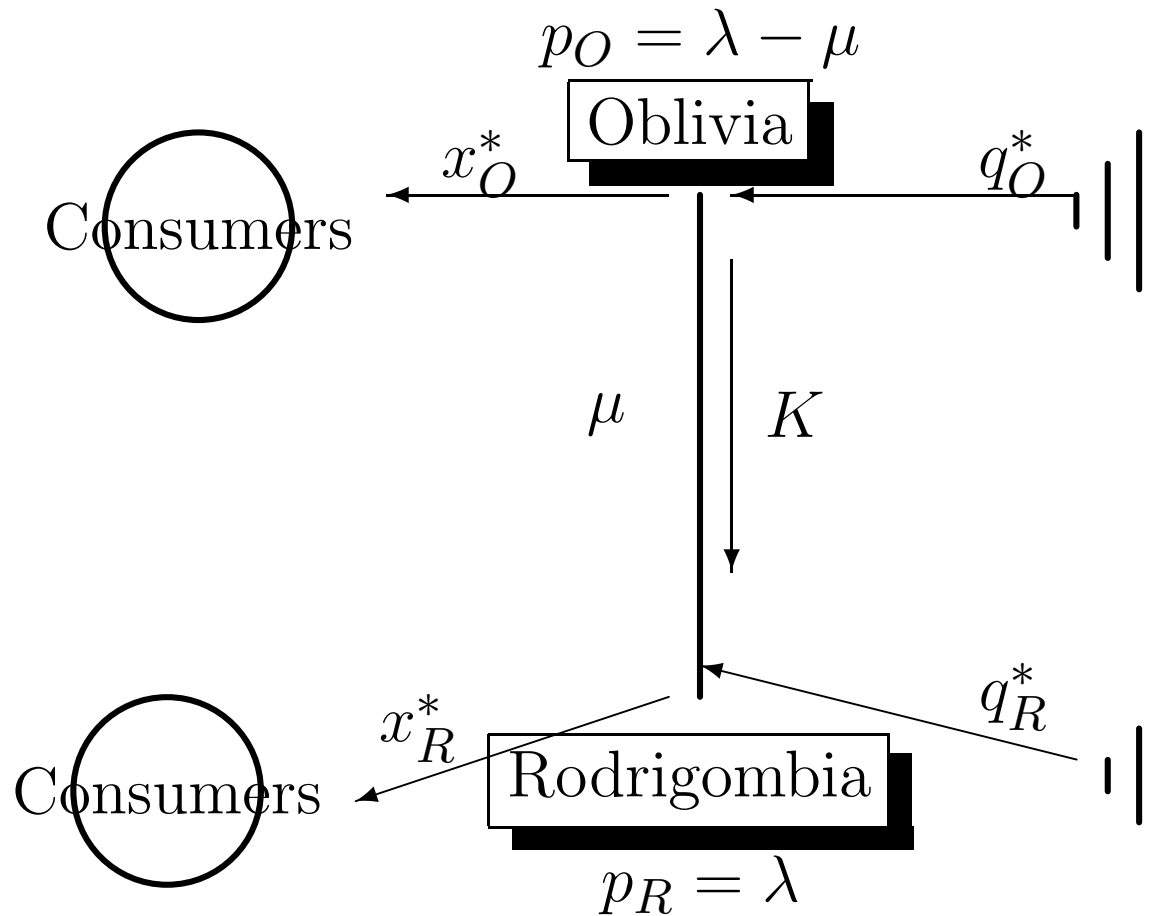 p_O = λ − μ
Oblivia
x*_O
q*_O
Consumers
μ
K
x*_R
q*_R
Rodrigombia
Consumers
p_R = λ